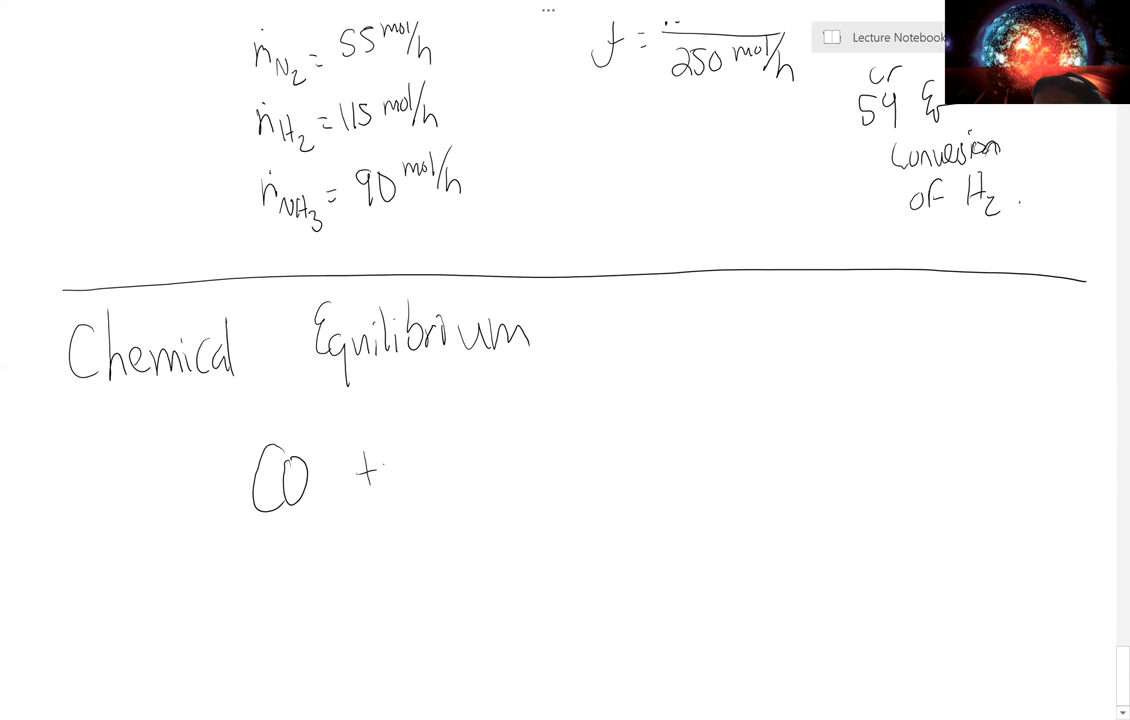 ṅN₂ = 55 mol/h
f = 250 mol/h
Lecture Notebook
ṅH₂ = 115 mol/h
or
54 %
conversion
of H₂.
ṅNH₃ = 90 mol/h
Chemical Equilibrium
CO +